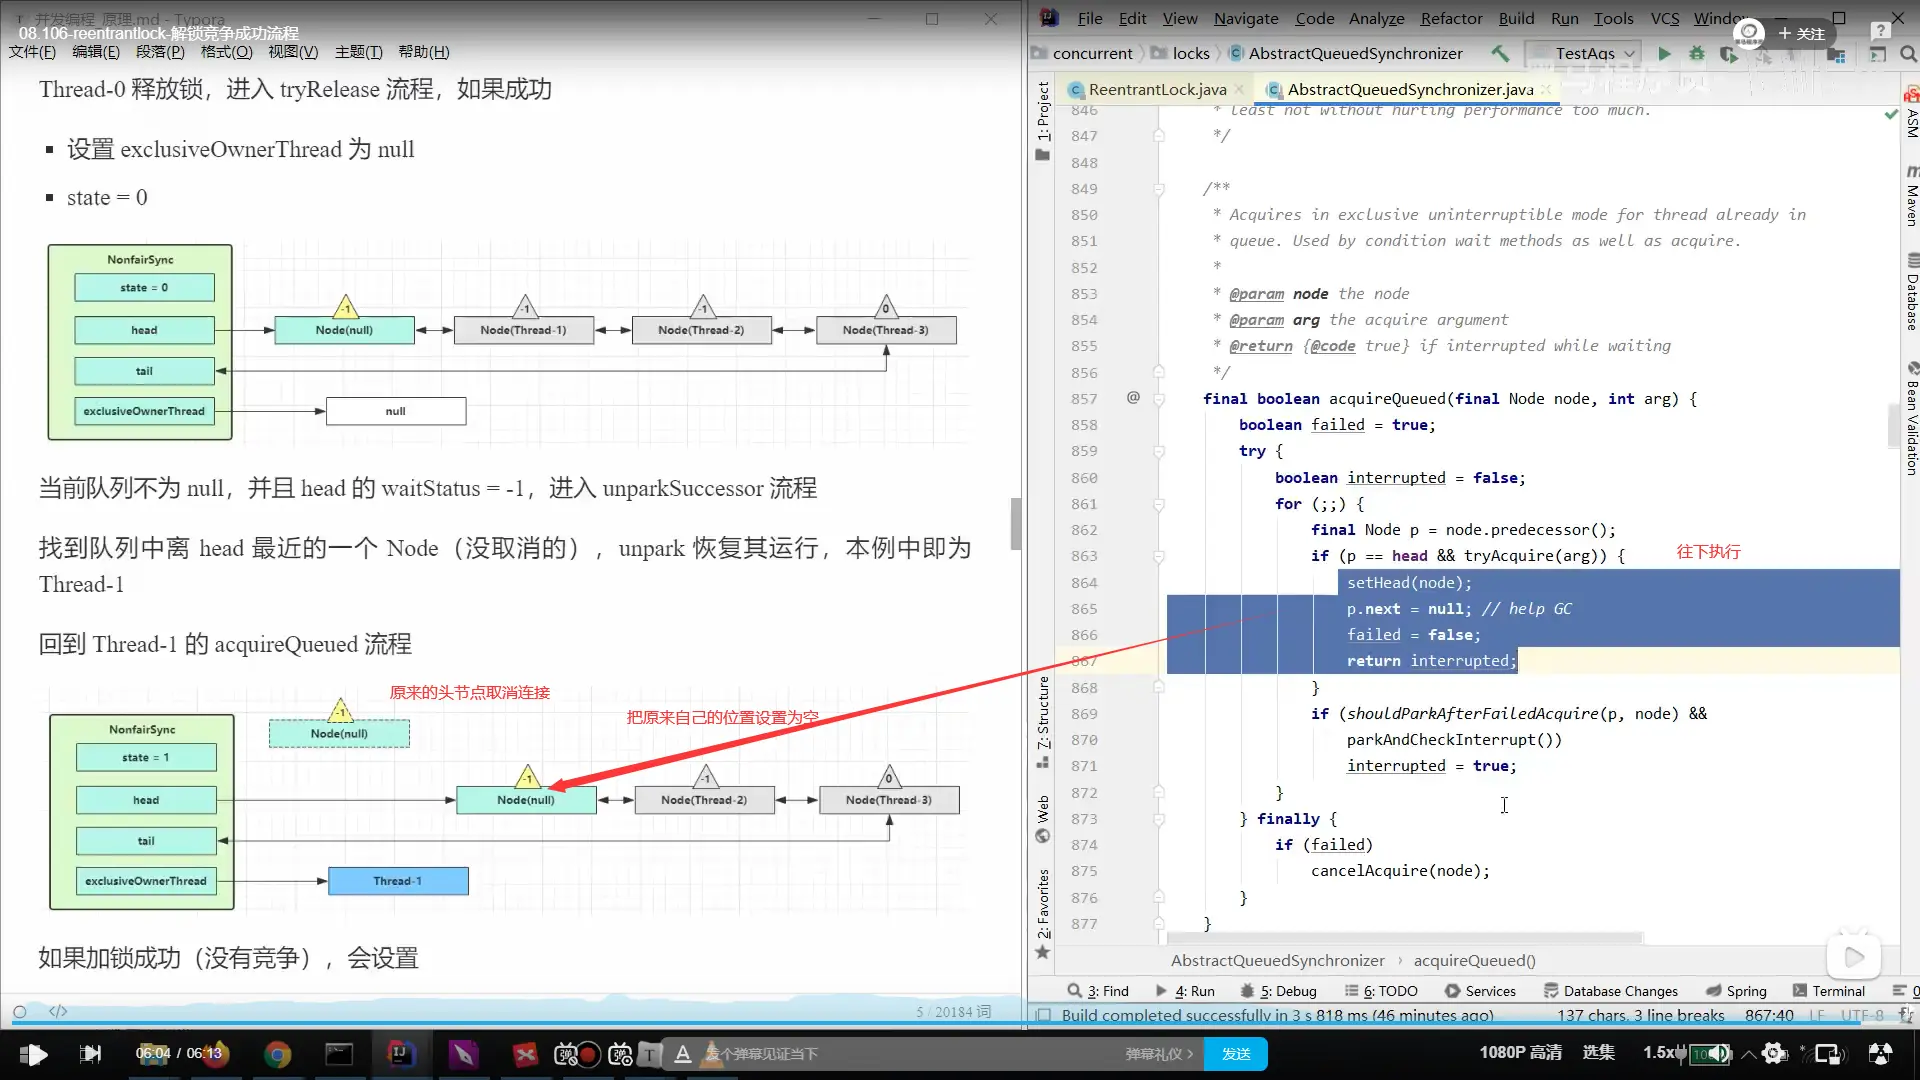 并发编程_原理.md - Typora
08.106-reentrantlock-解锁竞争成功流程
文件(F) 编辑(E) 段落(P) 格式(O) 视图(V) 主题(T) 帮助(H)
Thread-0 释放锁，进入 tryRelease 流程，如果成功
设置 exclusiveOwnerThread 为 null
state = 0
NonfairSync
state = 0
head
tail
exclusiveOwnerThread
-1
Node(null)
-1
Node(Thread-1)
-1
Node(Thread-2)
0
Node(Thread-3)
null
当前队列不为 null，并且 head 的 waitStatus = -1，进入 unparkSuccessor 流程
找到队列中离 head 最近的一个 Node（没取消的），unpark 恢复其运行，本例中即为
Thread-1
回到 Thread-1 的 acquireQueued 流程
原来的头节点取消连接
把原来自己的位置设置为空
NonfairSync
state = 1
head
tail
exclusiveOwnerThread
-1
Node(null)
-1
Node(null)
-1
Node(Thread-2)
0
Node(Thread-3)
Thread-1
如果加锁成功（没有竞争），会设置
</>
5 / 20184 词
File Edit View Navigate Code Analyze Refactor Build Run Tools VCS Window
+ 关注
concurrent locks AbstractQueuedSynchronizer
TestAqs
ReentrantLock.java
AbstractQueuedSynchronizer.java
1: Project
7: Structure
Web
2: Favorites
ASM
Maven
Database
Bean Validation
846 * least not without hurting performance too much.
847 */
848
849 /**
850 * Acquires in exclusive uninterruptible mode for thread already in
851 * queue. Used by condition wait methods as well as acquire.
852 *
853 * @param node the node
854 * @param arg the acquire argument
855 * @return {@code true} if interrupted while waiting
856 */
857 @ final boolean acquireQueued(final Node node, int arg) {
858 boolean failed = true;
859 try {
860 boolean interrupted = false;
861 for (;;) {
862 final Node p = node.predecessor();
863 if (p == head && tryAcquire(arg)) {
往下执行
864 setHead(node);
865 p.next = null; // help GC
866 failed = false;
867 return interrupted;
868 }
869 if (shouldParkAfterFailedAcquire(p, node) &&
870 parkAndCheckInterrupt())
871 interrupted = true;
872 }
873 } finally {
874 if (failed)
875 cancelAcquire(node);
876 }
877 }
AbstractQueuedSynchronizer › acquireQueued()
3: Find 4: Run 5: Debug 6: TODO Services Database Changes Spring Terminal
Build completed successfully in 3 s 818 ms (46 minutes ago) 137 chars, 3 line breaks 867:40 LF UTF-8
06:04 / 06:13
发个弹幕见证当下
弹幕礼仪 ›
发送
1080P 高清 选集 1.5x